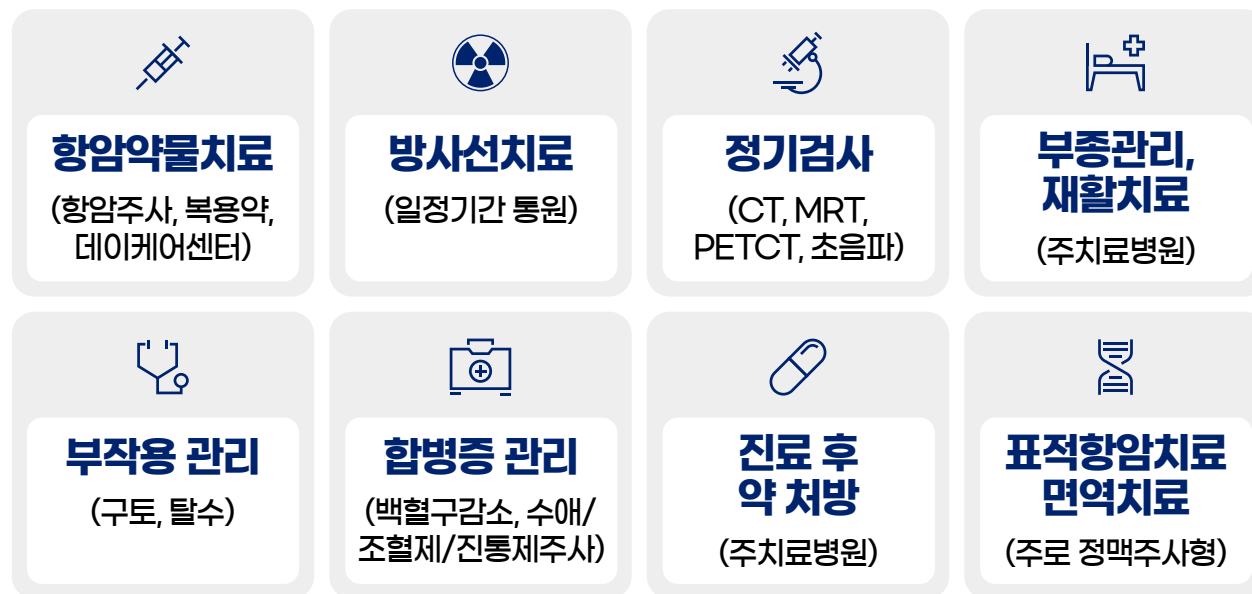 항암약물치료
(항암주사, 복용약,
데이케어센터)
방사선치료
(일정기간 통원)
정기검사
(CT, MRT,
PETCT, 초음파)
부종관리,
재활치료
(주치료병원)
부작용 관리
(구토, 탈수)
합병증 관리
(백혈구감소, 수애/
조혈제/진통제주사)
진료 후
약 처방
(주치료병원)
표적항암치료
면역치료
(주로 정맥주사형)